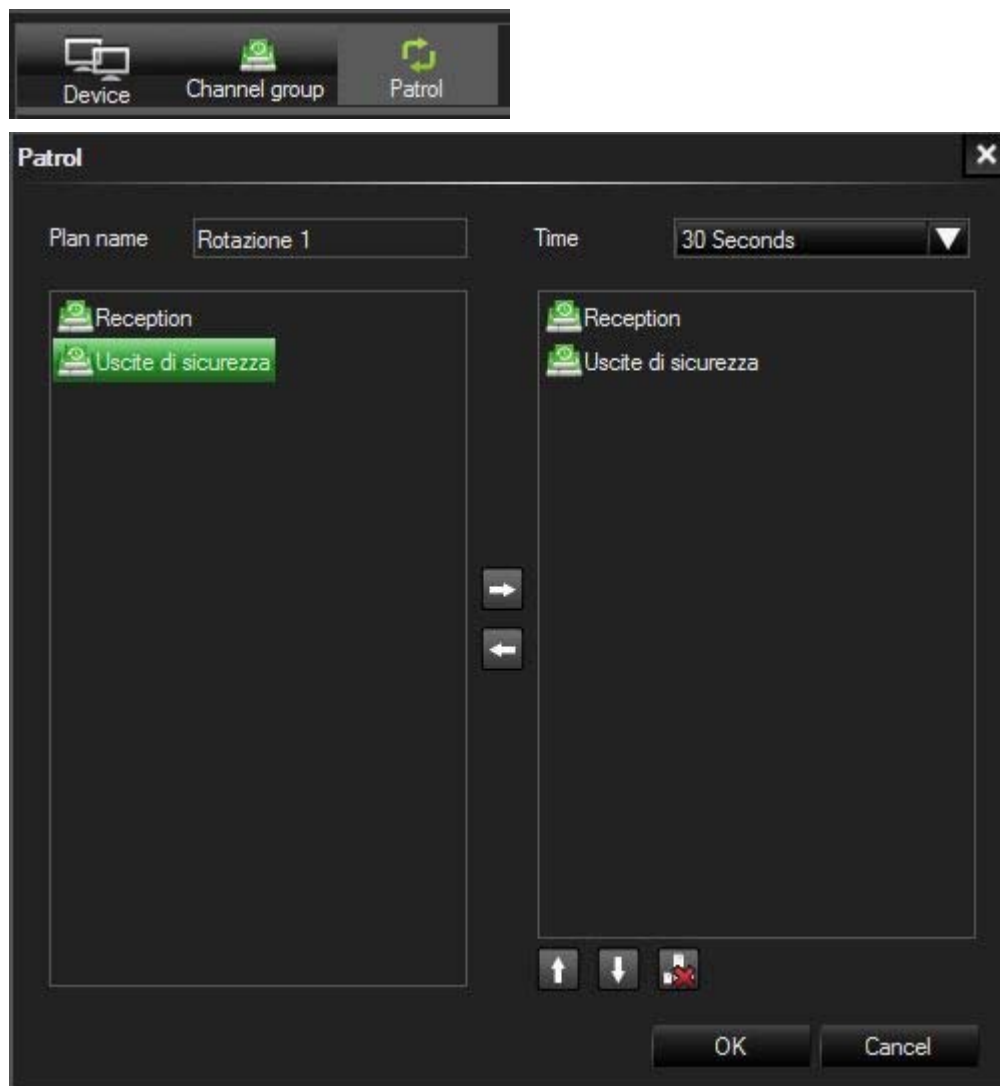 Device Channel group Patrol
Patrol
Plan name Rotazione 1 Time 30 Seconds
Reception
Uscite di sicurezza
Reception
Uscite di sicurezza
OK Cancel